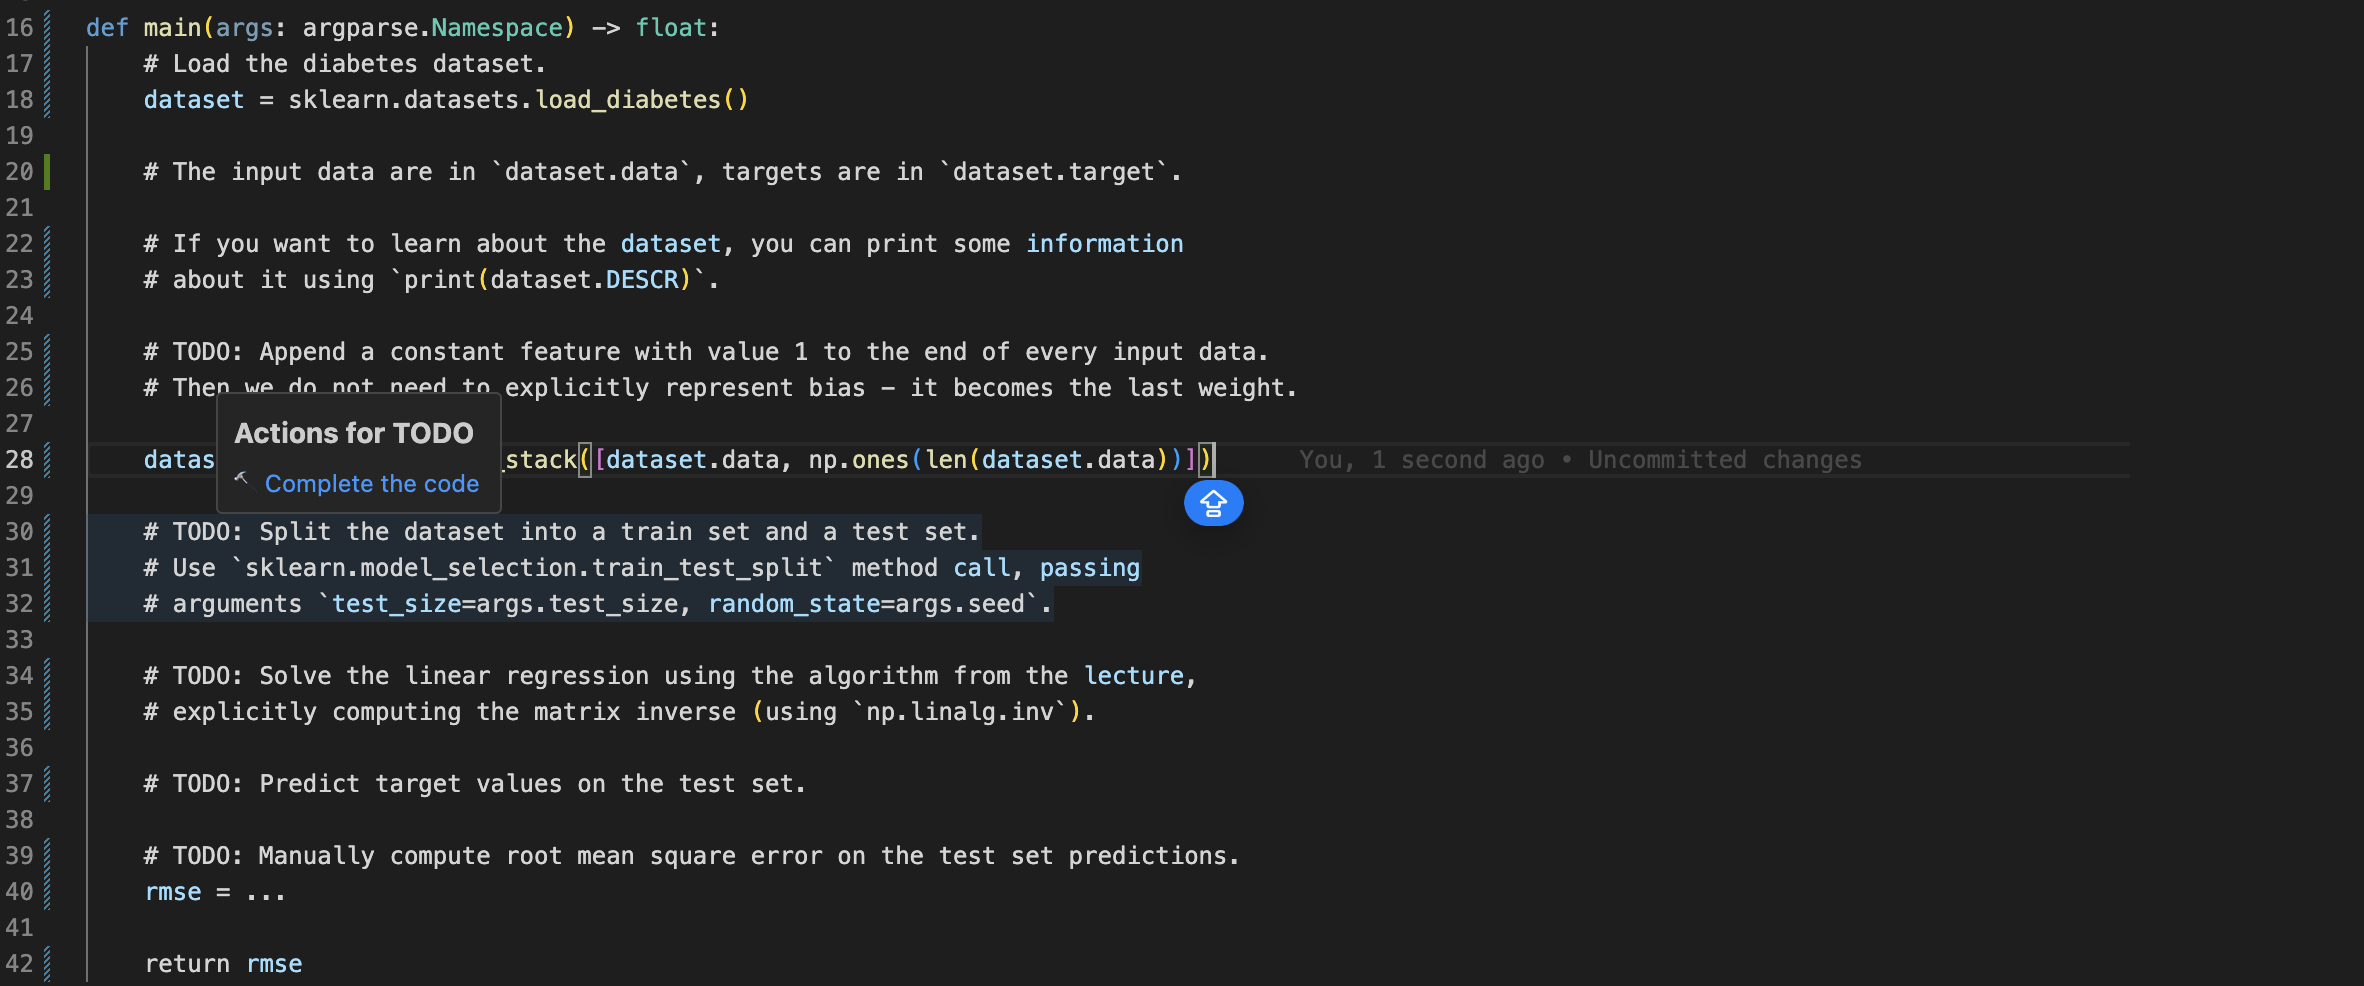 16 def main(args: argparse.Namespace) -> float:
17 # Load the diabetes dataset.
18 dataset = sklearn.datasets.load_diabetes()
19
20 # The input data are in `dataset.data`, targets are in `dataset.target`.
21
22 # If you want to learn about the dataset, you can print some information
23 # about it using `print(dataset.DESCR)`.
24
25 # TODO: Append a constant feature with value 1 to the end of every input data.
26 # Then we do not need to explicitly represent bias - it becomes the last weight.
27
Actions for TODO
28 datas _stack([dataset.data, np.ones(len(dataset.data))]) You, 1 second ago • Uncommitted changes
Complete the code
29
30 # TODO: Split the dataset into a train set and a test set.
31 # Use `sklearn.model_selection.train_test_split` method call, passing
32 # arguments `test_size=args.test_size, random_state=args.seed`.
33
34 # TODO: Solve the linear regression using the algorithm from the lecture,
35 # explicitly computing the matrix inverse (using `np.linalg.inv`).
36
37 # TODO: Predict target values on the test set.
38
39 # TODO: Manually compute root mean square error on the test set predictions.
40 rmse = ...
41
42 return rmse